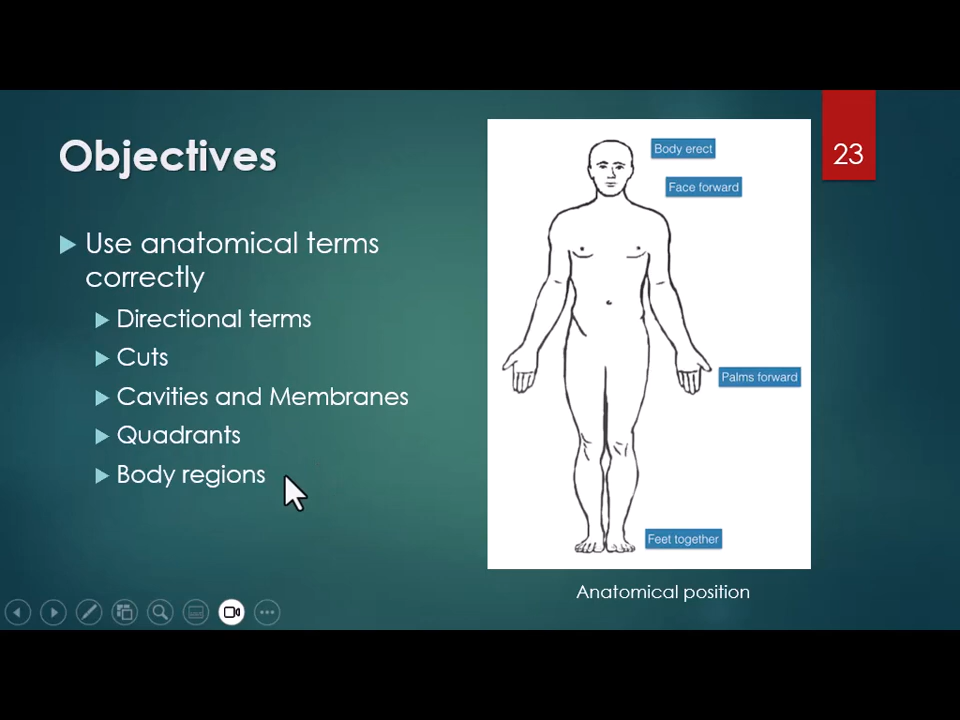 Objectives
23
Use anatomical terms
correctly
Directional terms
Cuts
Cavities and Membranes
Quadrants
Body regions
Body erect
Face forward
Palms forward
Feet together
Anatomical position